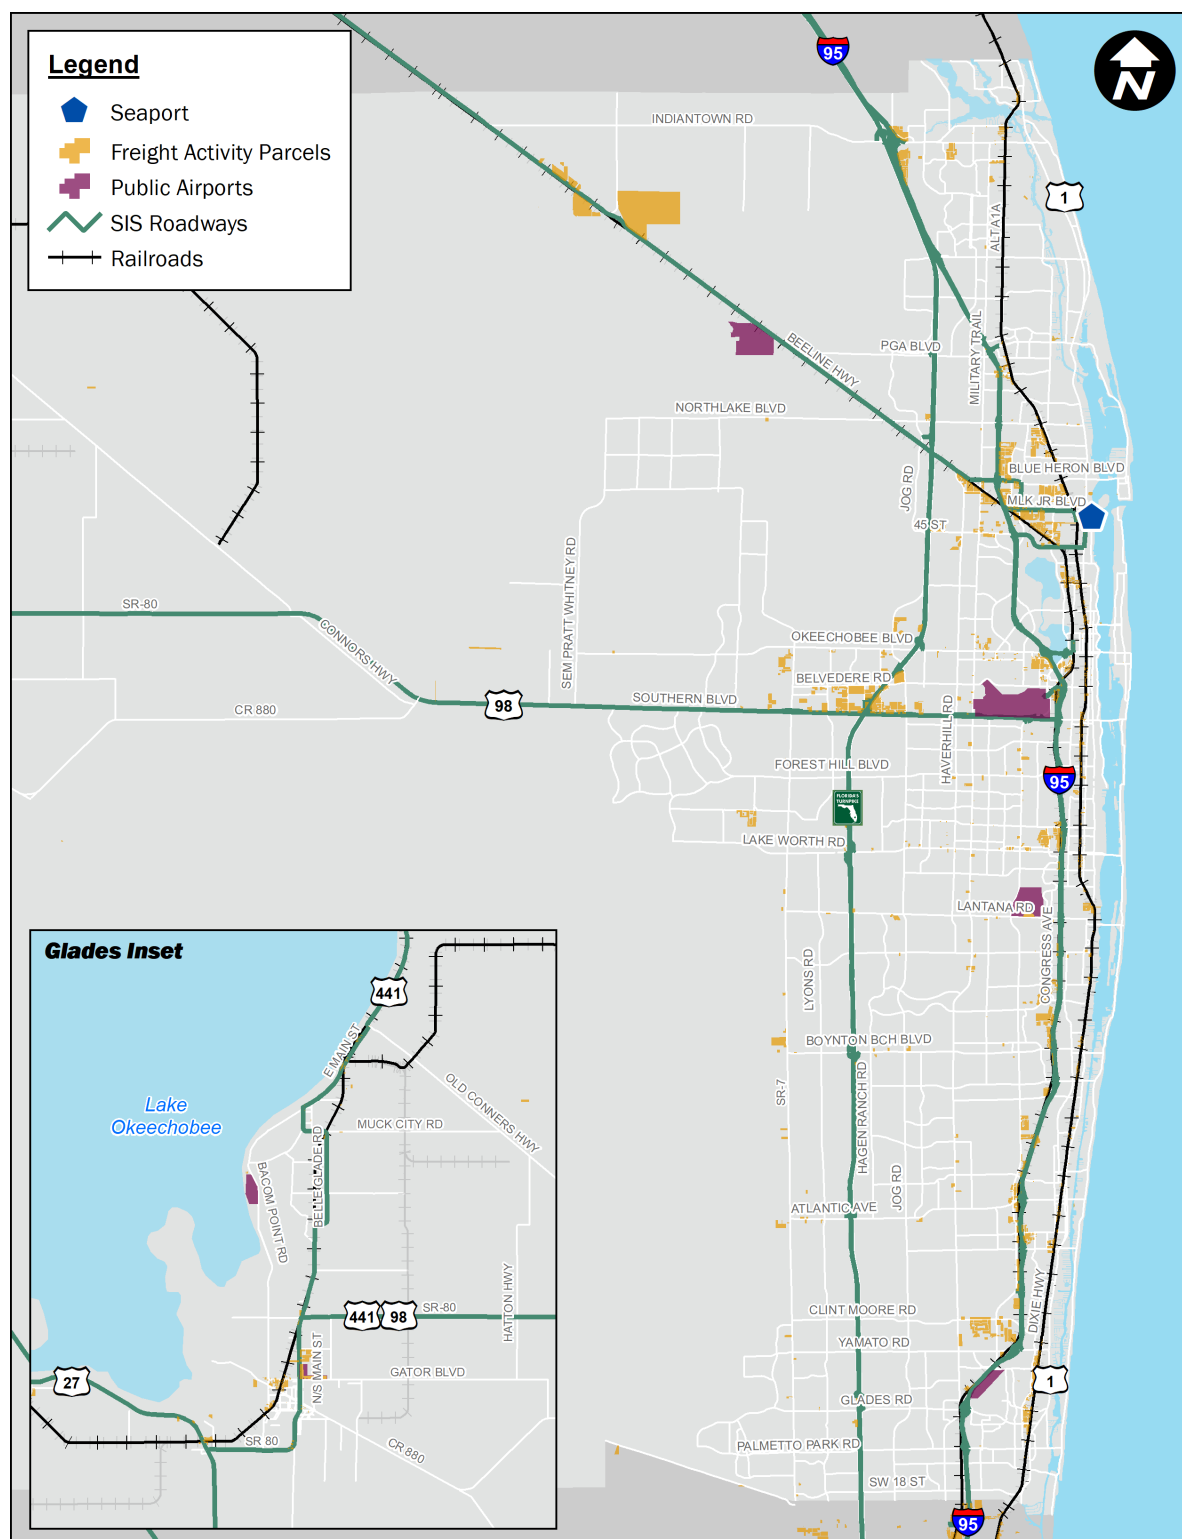 Legend
Seaport
Freight Activity Parcels
Public Airports
SIS Roadways
Railroads
95
N
INDIANTOWN RD
1
ALT A1A
MILITARY TRAIL
PGA BLVD
BEELINE HWY
NORTHLAKE BLVD
BLUE HERON BLVD
JOG RD
MLK JR BLVD
45 ST
SEM PRATT WHITNEY RD
SR-80
CONNORS HWY
OKEECHOBEE BLVD
BELVEDERE RD
SOUTHERN BLVD
98
CR 880
HAVERHILL RD
FOREST HILL BLVD
95
FLORIDA'S
TURNPIKE
LAKE WORTH RD
LANTANA RD
CONGRESS AVE
LYONS RD
BOYNTON BCH BLVD
SR-7
HAGEN RANCH RD
JOG RD
ATLANTIC AVE
DIXIE HWY
CLINT MOORE RD
YAMATO RD
1
GLADES RD
PALMETTO PARK RD
SW 18 ST
95
Glades Inset
441
E MAIN ST
OLD CONNERS HWY
Lake
Okeechobee
MUCK CITY RD
BELLE GLADE RD
BACOM POINT RD
HATTON HWY
441
98
SR-80
N/S MAIN ST
27
GATOR BLVD
SR 80
CR 880